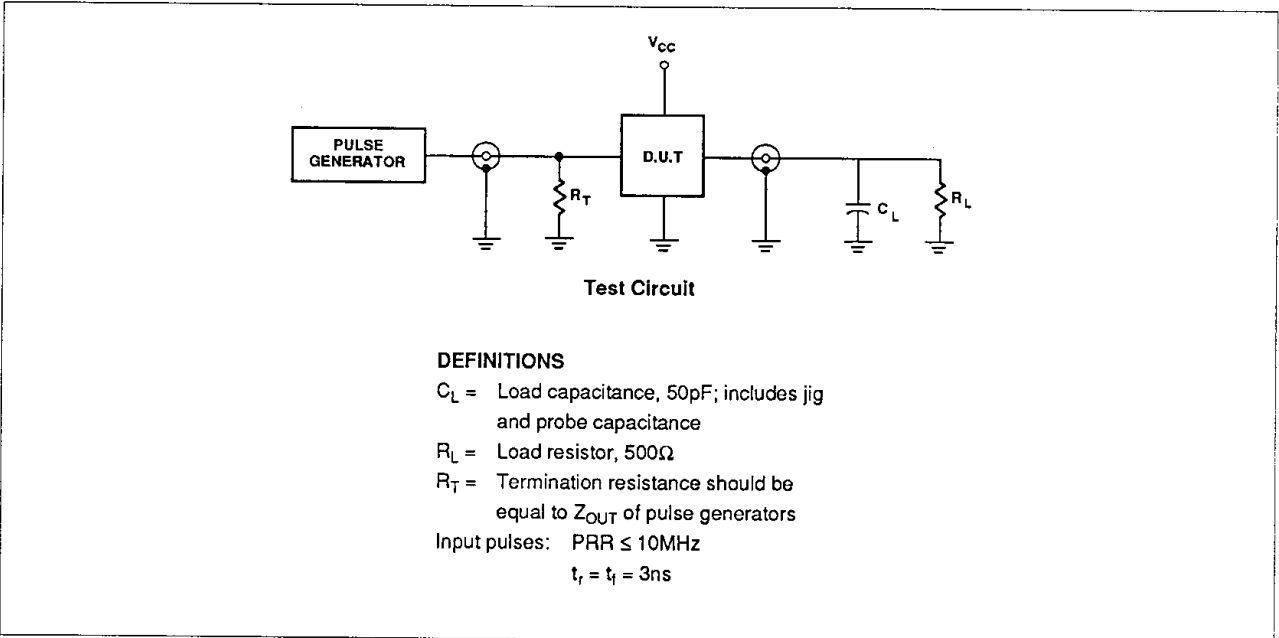 V_CC
PULSE
GENERATOR
D.U.T
R_T
C_L
R_L
Test Circuit
DEFINITIONS
C_L = Load capacitance, 50pF; includes jig
and probe capacitance
R_L = Load resistor, 500Ω
R_T = Termination resistance should be
equal to Z_OUT of pulse generators
Input pulses: PRR ≤ 10MHz
t_r = t_f = 3ns